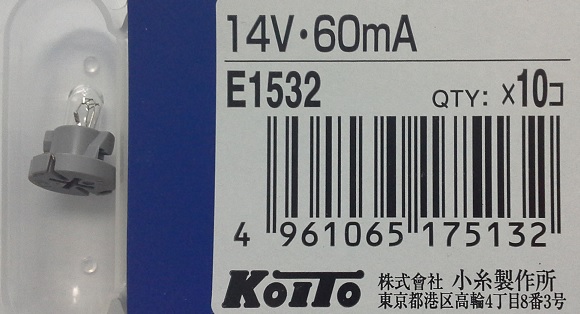 14V･60mA
E1532 QTY: X10コ
4 961065 175132
KOITO 株式會社 小糸製作所
東京都港区高輪4丁目8番3号